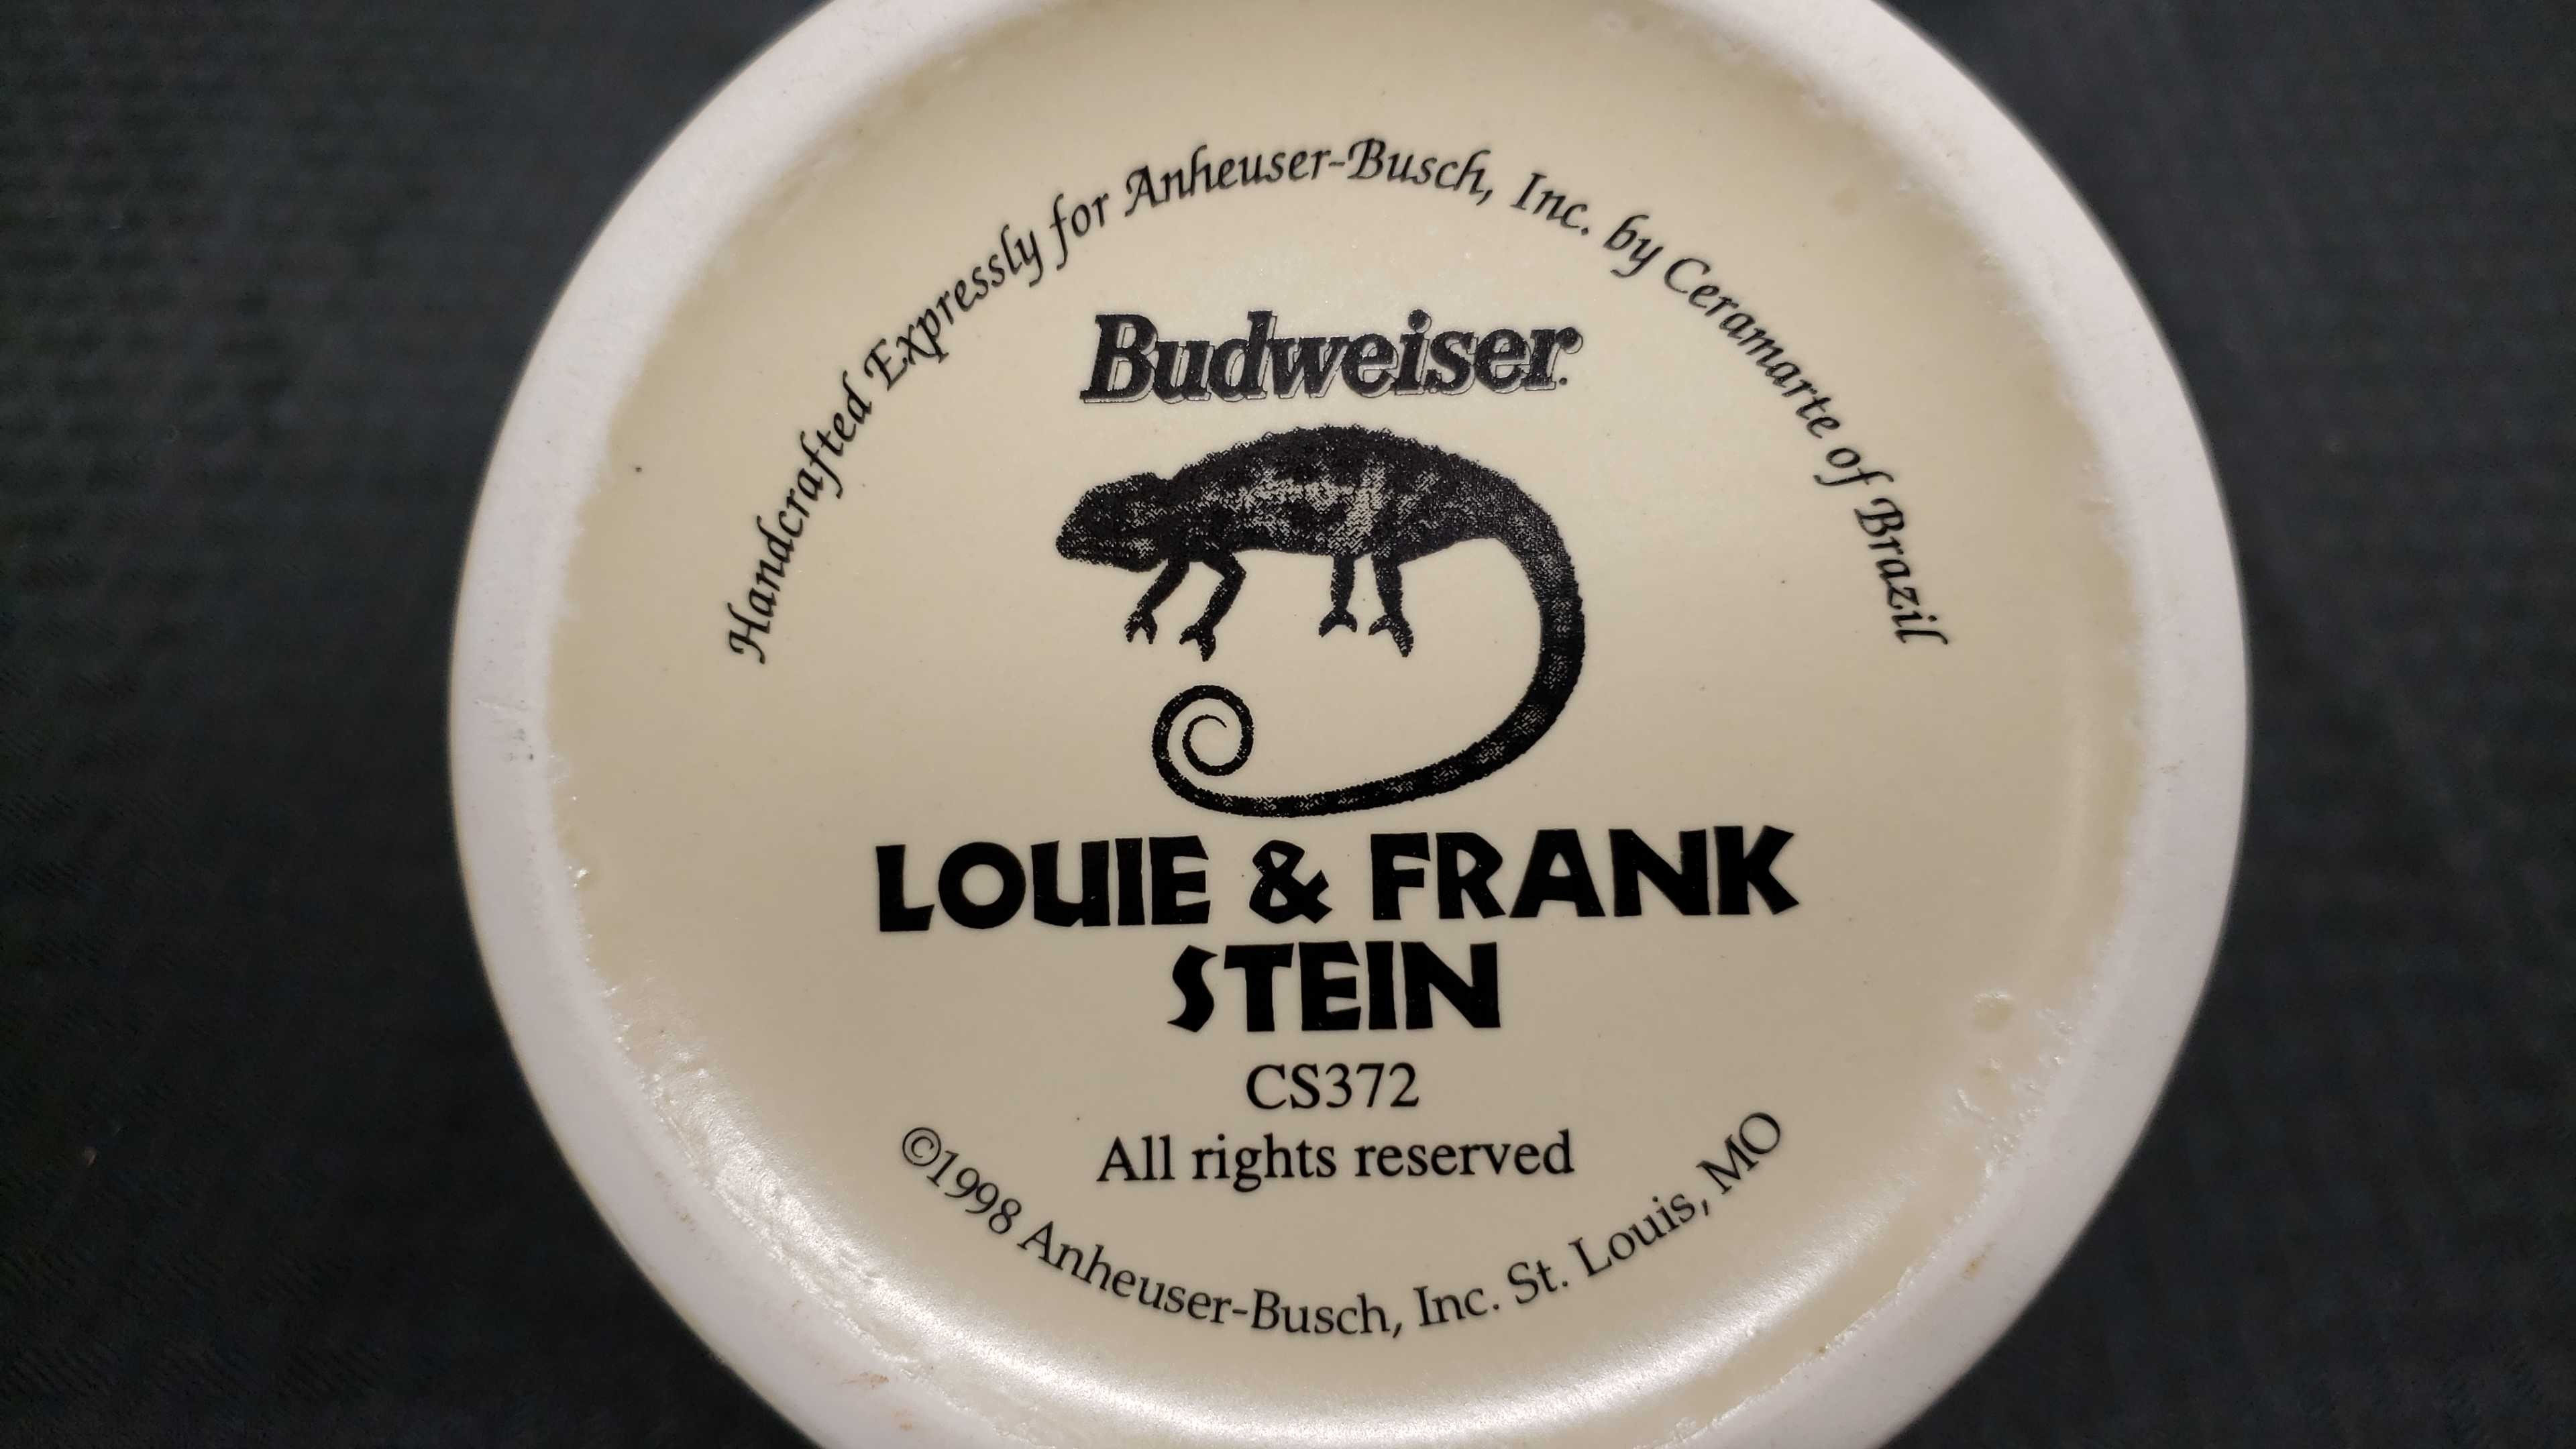 Handcrafted Expressly for Anheuser-Busch, Inc. by Ceramarte of Brazil
Budweiser
LOUIE & FRANK
STEIN
CS372
All rights reserved
©1998 Anheuser-Busch, Inc. St. Louis, MO